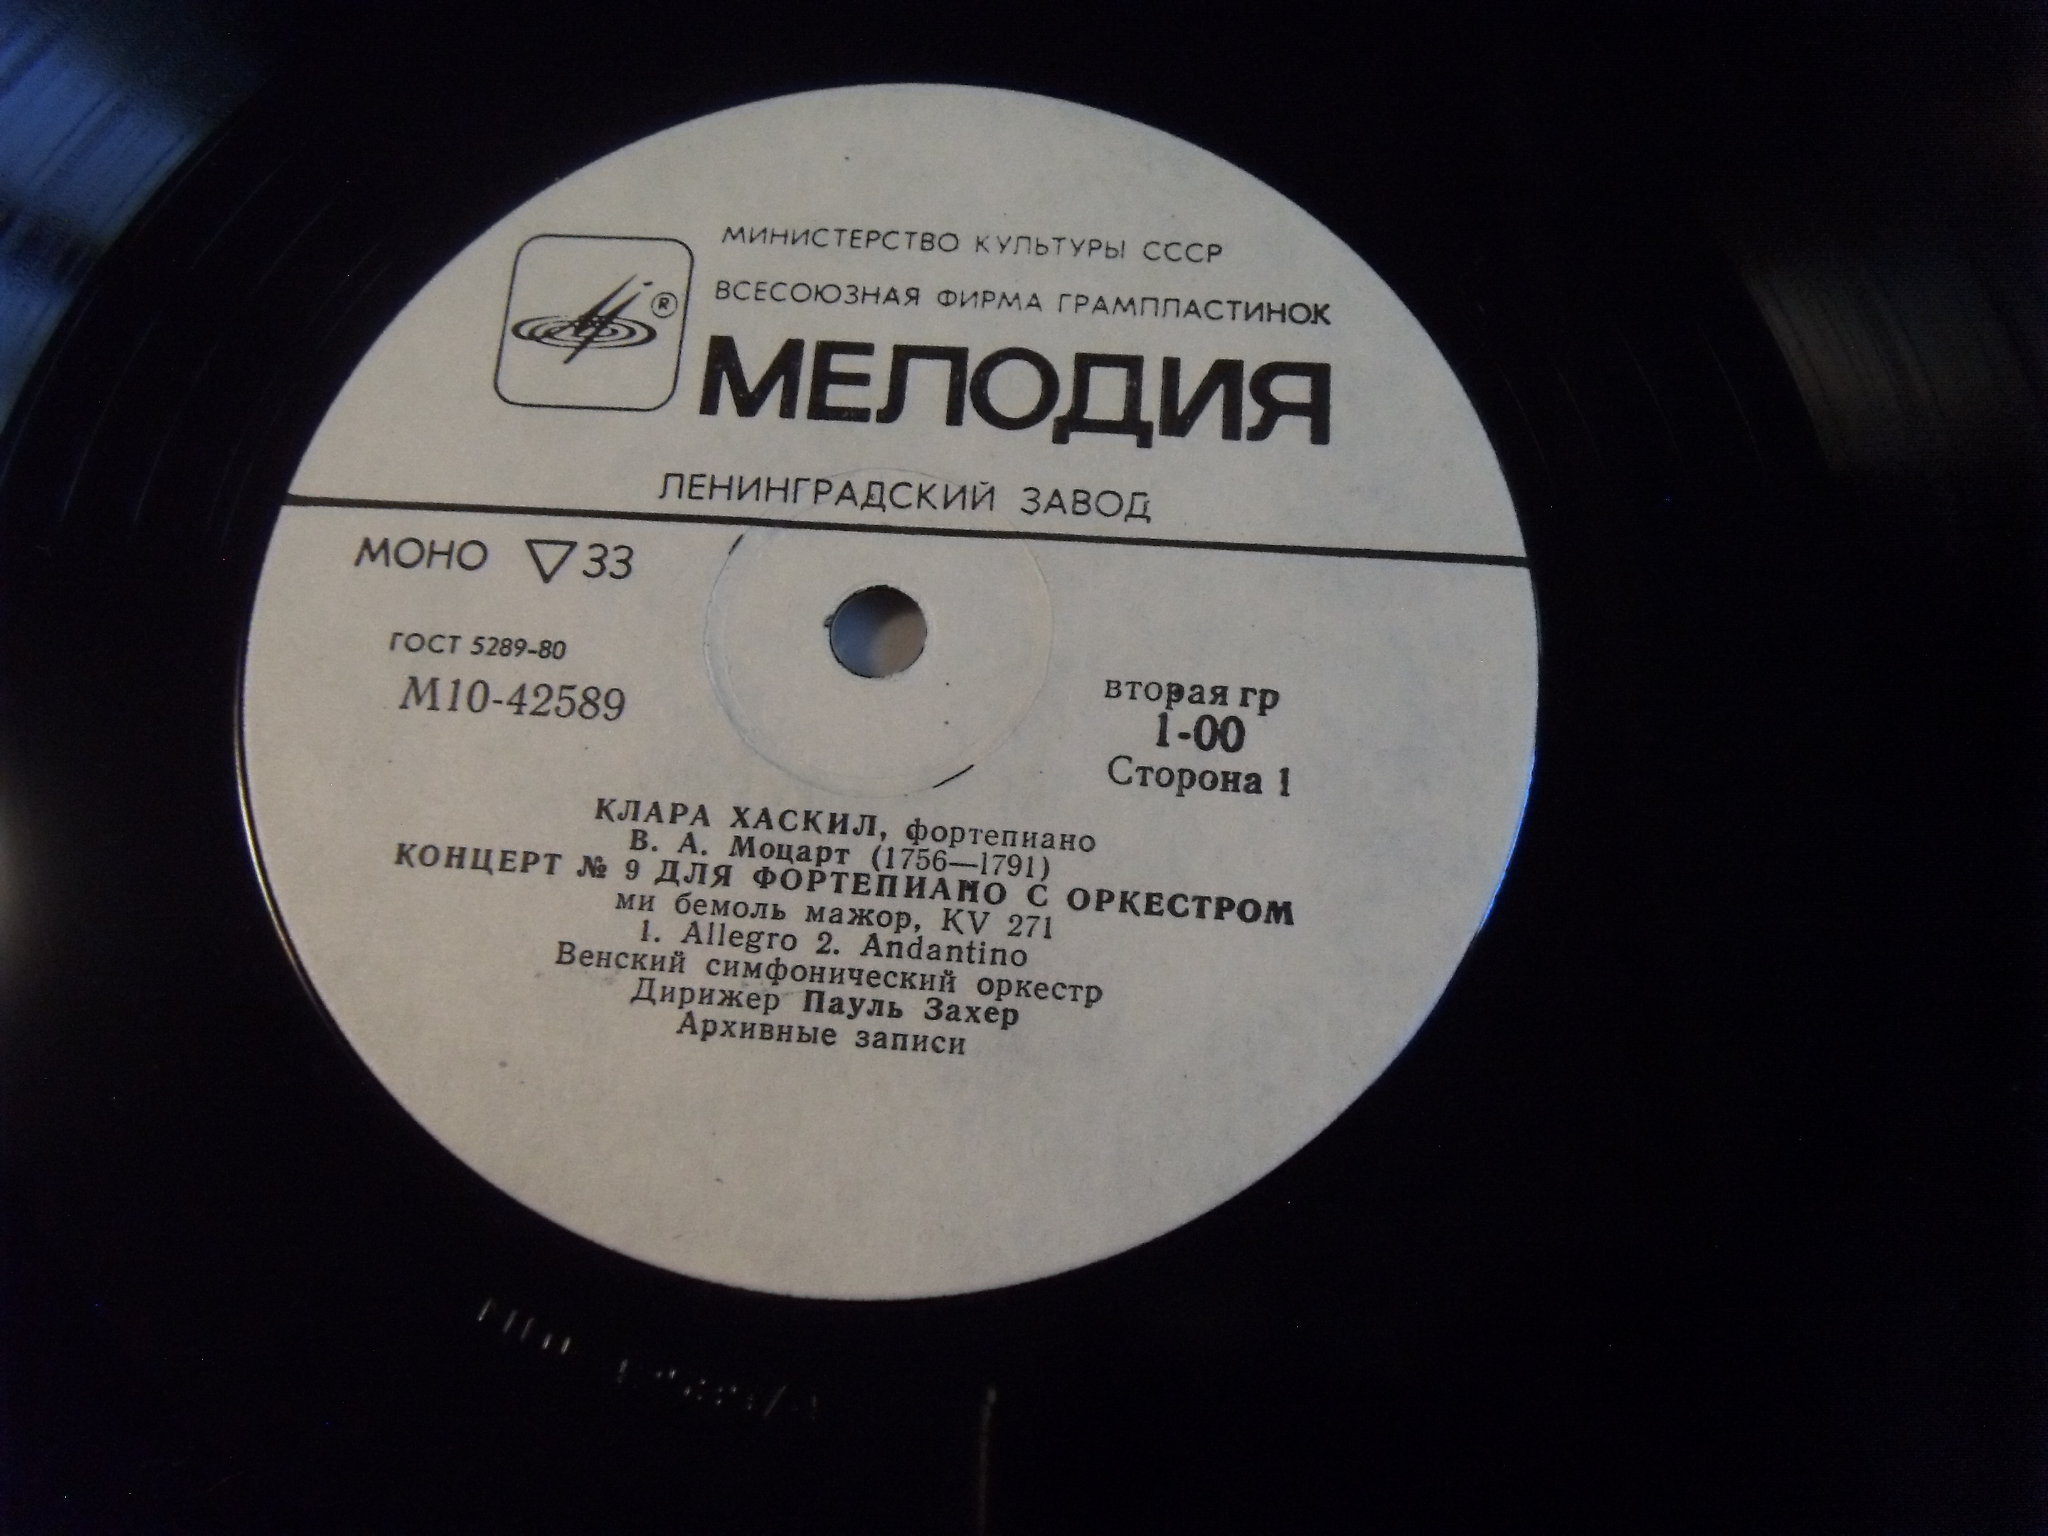 МИНИСТЕРСТВО КУЛЬТУРЫ СССР
ВСЕСОЮЗНАЯ ФИРМА ГРАМПЛАСТИНОК
®
МЕЛОДИЯ
ЛЕНИНГРАДСКИЙ ЗАВОД
МОНО ▽33
ГОСТ 5289-80
М10-42589
вторая гр
1-00
Сторона 1
КЛАРА ХАСКИЛ, фортепиано
В. А. Моцарт (1756—1791)
КОНЦЕРТ № 9 ДЛЯ ФОРТЕПИАНО С ОРКЕСТРОМ
ми бемоль мажор, KV 271
1. Allegro 2. Andantino
Венский симфонический оркестр
Дирижер Пауль Захер
Архивные записи